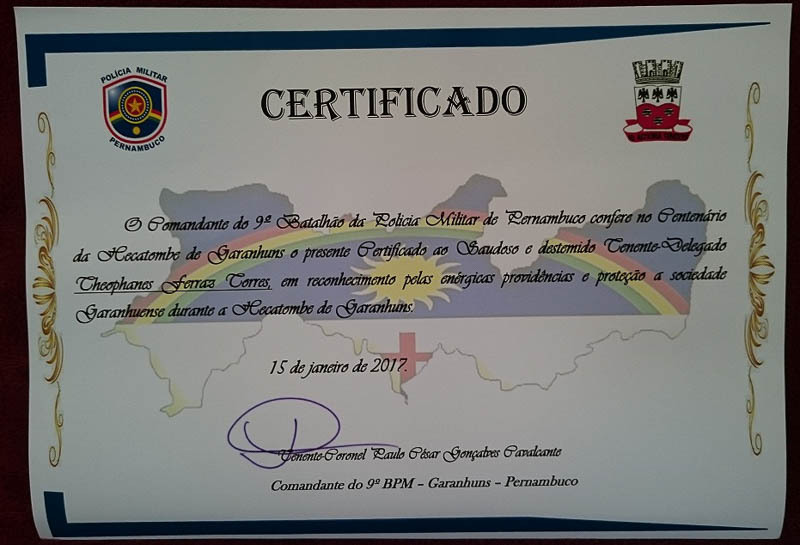 POLÍCIA MILITAR
PERNAMBUCO
CERTIFICADO
O Comandante do 9º Batalhão da Polícia Militar de Pernambuco confere no Centenário
da Hecatombe de Garanhuns o presente Certificado ao Saudoso e destemido Tenente-Delegado
Theophanes Ferraz Torres, em reconhecimento pelas enérgicas providências e proteção a sociedade
Garanhuense durante a Hecatombe de Garanhuns.
15 de janeiro de 2017.
Tenente-Coronel Paulo César Gonçalves Cavalcante
Comandante do 9º BPM – Garanhuns - Pernambuco